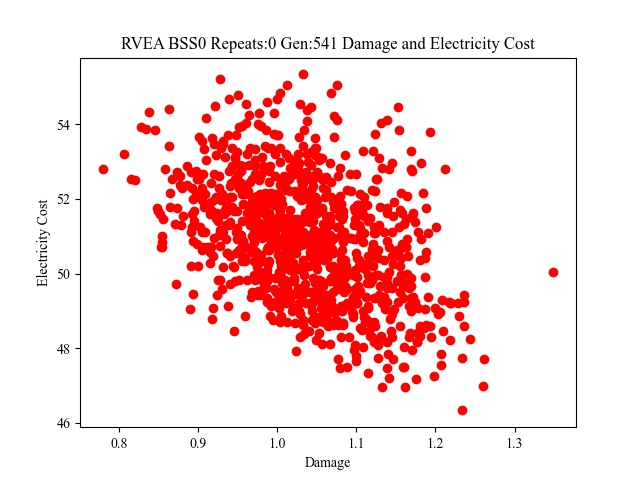 RVEA BSS0 Repeats:0 Gen:541 Damage and Electricity Cost
54
52
50
48
46
Electricity Cost
0.8 0.9 1.0 1.1 1.2 1.3
Damage